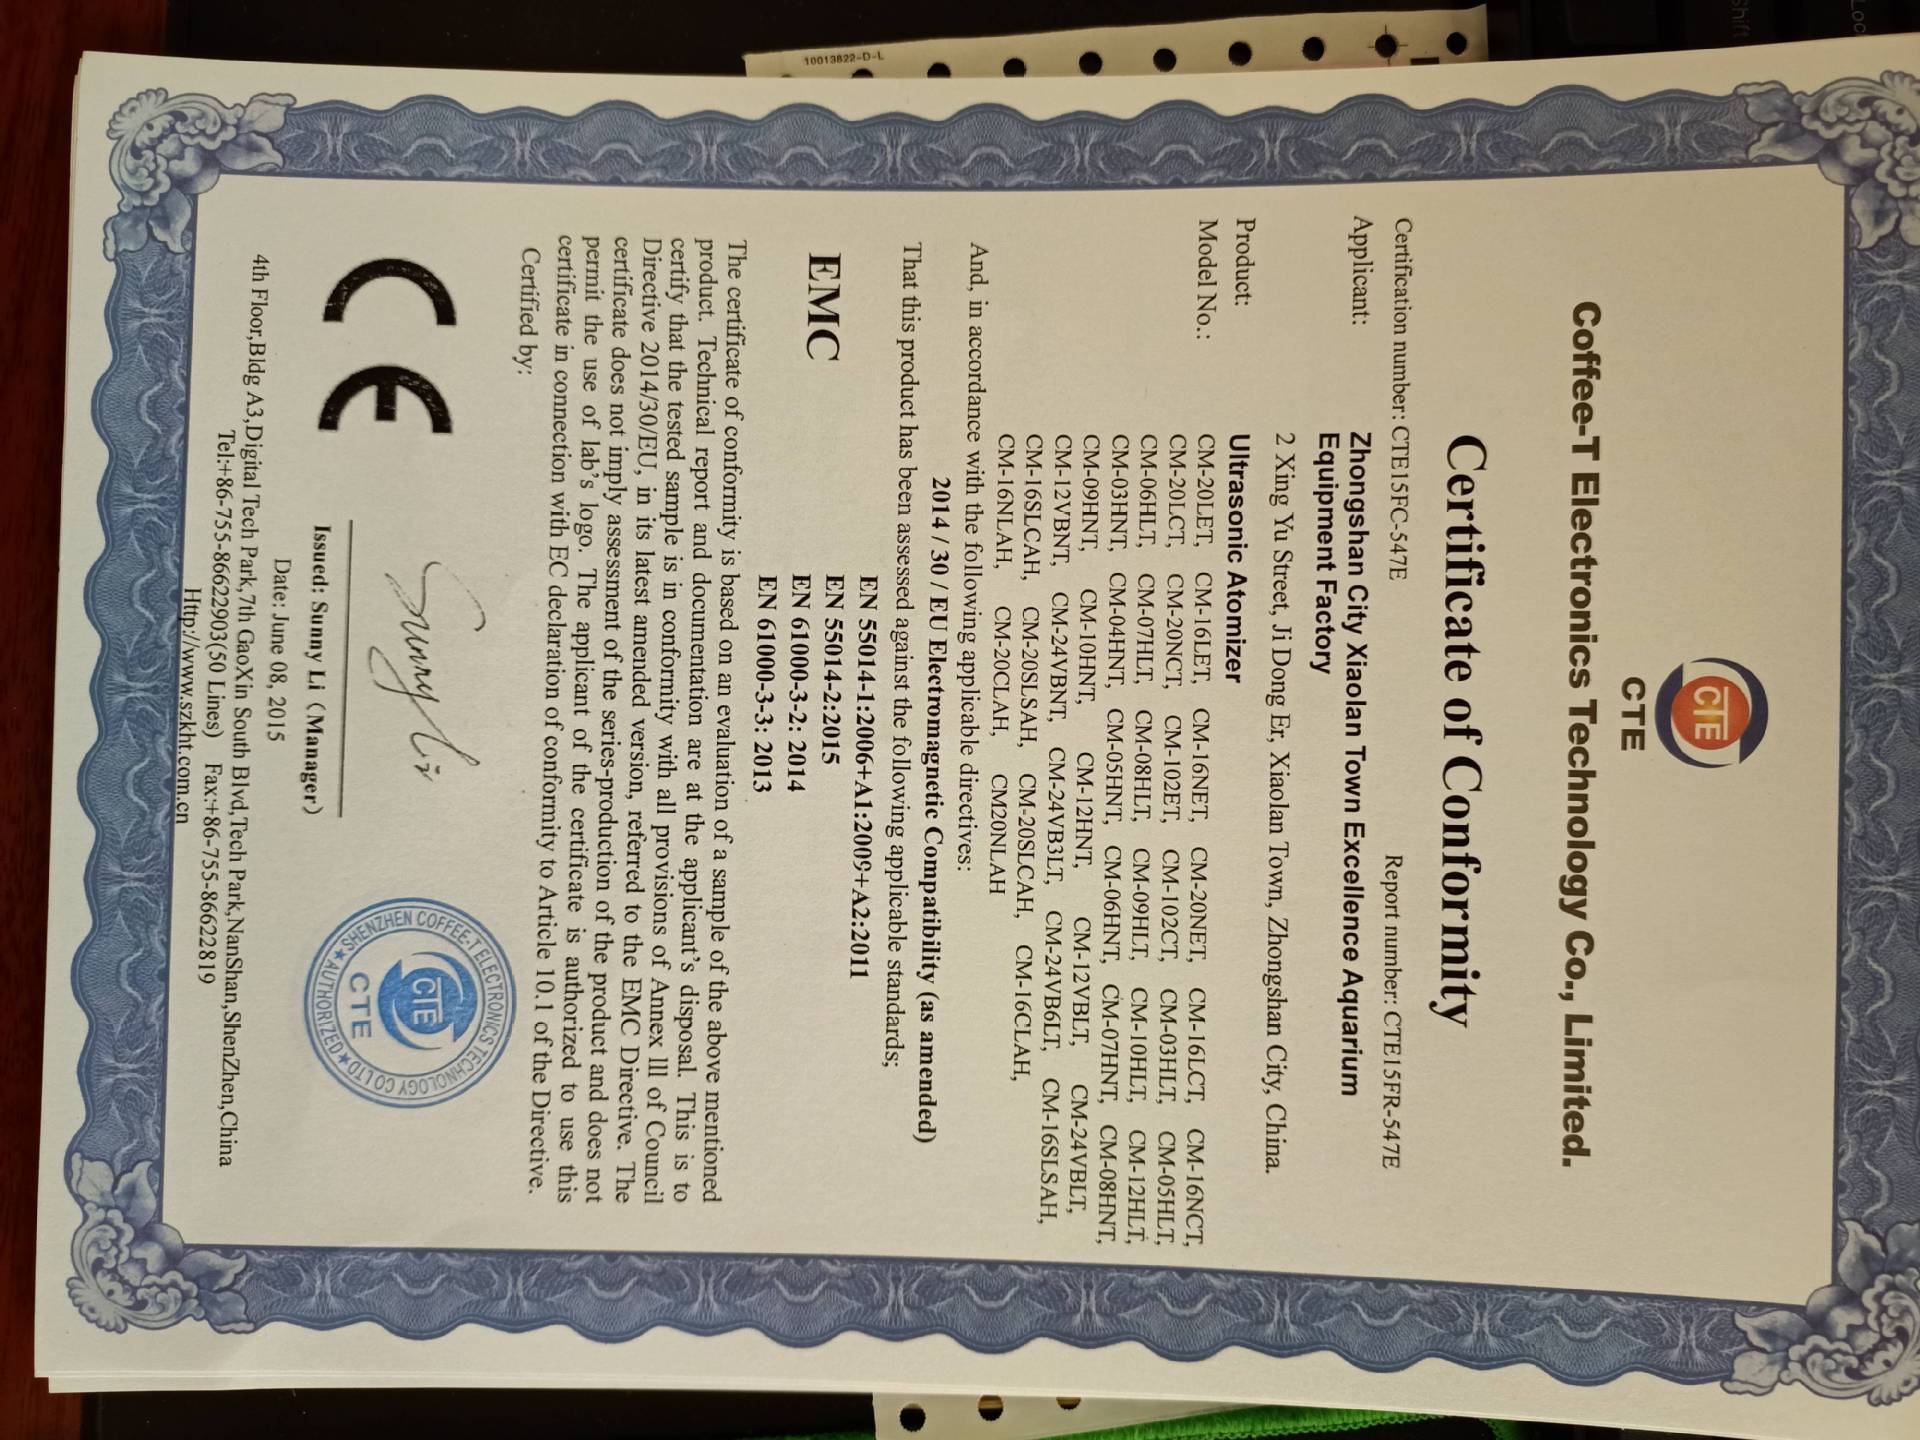 CTE
CTE
Coffee-T Electronics Technology Co., Limited.
Certificate of Conformity
Certification number: CTE15FC-547E Report number: CTE15FR-547E
Applicant: Zhongshan City Xiaolan Town Excellence Aquarium
Equipment Factory
2 Xing Yu Street, Ji Dong Er, Xiaolan Town, Zhongshan City, China.
Product: Ultrasonic Atomizer
Model No.: CM-20LET, CM-16LET, CM-16NET, CM-20NET, CM-16LCT, CM-16NCT,
CM-20LCT, CM-20NCT, CM-102ET, CM-102CT, CM-03HLT, CM-05HLT,
CM-06HLT, CM-07HLT, CM-08HLT, CM-09HLT, CM-10HLT, CM-12HLT,
CM-03HNT, CM-04HNT, CM-05HNT, CM-06HNT, CM-07HNT, CM-08HNT,
CM-09HNT, CM-10HNT, CM-12HNT, CM-12VBLT, CM-24VBLT,
CM-12VBNT, CM-24VBNT, CM-24VB3LT, CM-24VB6LT, CM-16SLSAH,
CM-16SLCAH, CM-20SLSAH, CM-20SLCAH, CM-16CLAH,
CM-16NLAH, CM-20CLAH, CM20NLAH
And, in accordance with the following applicable directives:
2014 / 30 / EU Electromagnetic Compatibility (as amended)
That this product has been assessed against the following applicable standards;
EN 55014-1:2006+A1:2009+A2:2011
EMC EN 55014-2:2015
EN 61000-3-2: 2014
EN 61000-3-3: 2013
The certificate of conformity is based on an evaluation of a sample of the above mentioned
product. Technical report and documentation are at the applicant's disposal. This is to
certify that the tested sample is in conformity with all provisions of Annex lll of Council
Directive 2014/30/EU, in its latest amended version, referred to the EMC Directive. The
certificate does not imply assessment of the series-production of the product and does not
permit the use of lab's logo. The applicant of the certificate is authorized to use this
certificate in connection with EC declaration of conformity to Article 10.1 of the Directive.
Certified by:
CE
Sunny Li
SHENZHEN COFFEE-T ELECTRONICS TECHNOLOGY CO LTD
CTE
CTE
★AUTHORIZED★
Issued: Sunny Li (Manager)
Date: June 08, 2015
4th Floor,Bldg A3,Digital Tech Park,7th GaoXin South Blvd,Tech Park,NanShan,ShenZhen,China
Tel:+86-755-86622903(50 Lines) Fax:+86-755-86622819
Http://www.szkht.com.cn
10013822-D-L
Shift
Loc